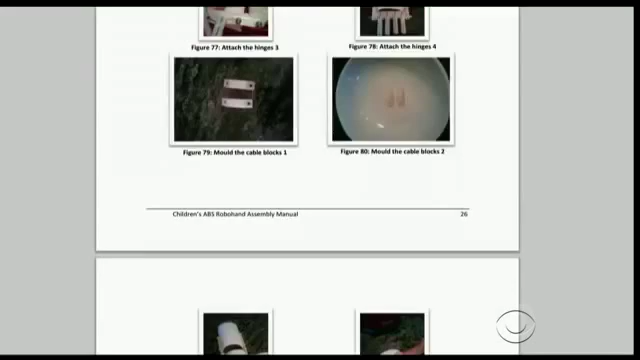 Figure 77: Attach the hinges 3
Figure 78: Attach the hinges 4
Figure 79: Mould the cable blocks 1
Figure 80: Mould the cable blocks 2
Children's ABS Robohand Assembly Manual
26